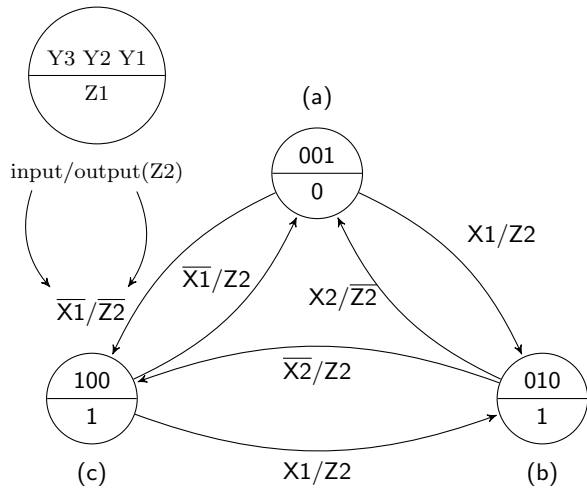 Y3 Y2 Y1
Z1
input/output(Z2)
(a)
001
0
X1/Z2
X̅1̅/Z2
X2/Z̅2̅
X̅1̅/Z̅2̅
X̅2̅/Z2
100
1
(c)
010
1
(b)
X1/Z2